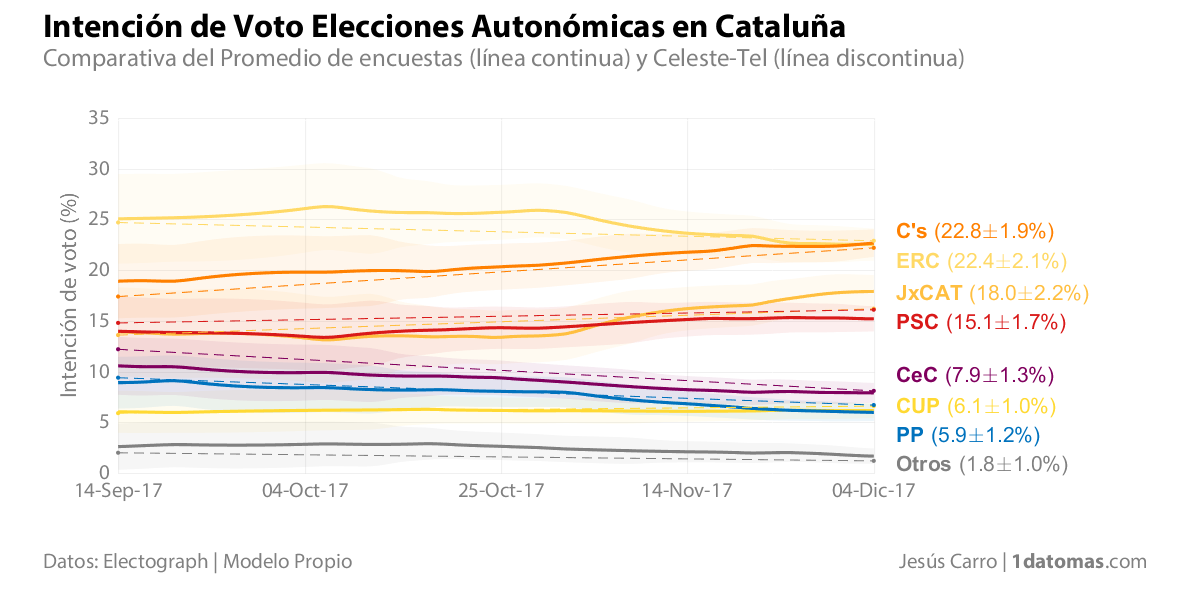 Intención de Voto Elecciones Autonómicas en Cataluña
Comparativa del Promedio de encuestas (línea continua) y Celeste-Tel (línea discontinua)
Intención de voto (%)
35
30
25
20
15
10
5
0
14-Sep-17
04-Oct-17
25-Oct-17
14-Nov-17
04-Dic-17
C's (22.8±1.9%)
ERC (22.4±2.1%)
JxCAT (18.0±2.2%)
PSC (15.1±1.7%)
CeC (7.9±1.3%)
CUP (6.1±1.0%)
PP (5.9±1.2%)
Otros (1.8±1.0%)
Datos: Electograph | Modelo Propio
Jesús Carro | 1datomas.com